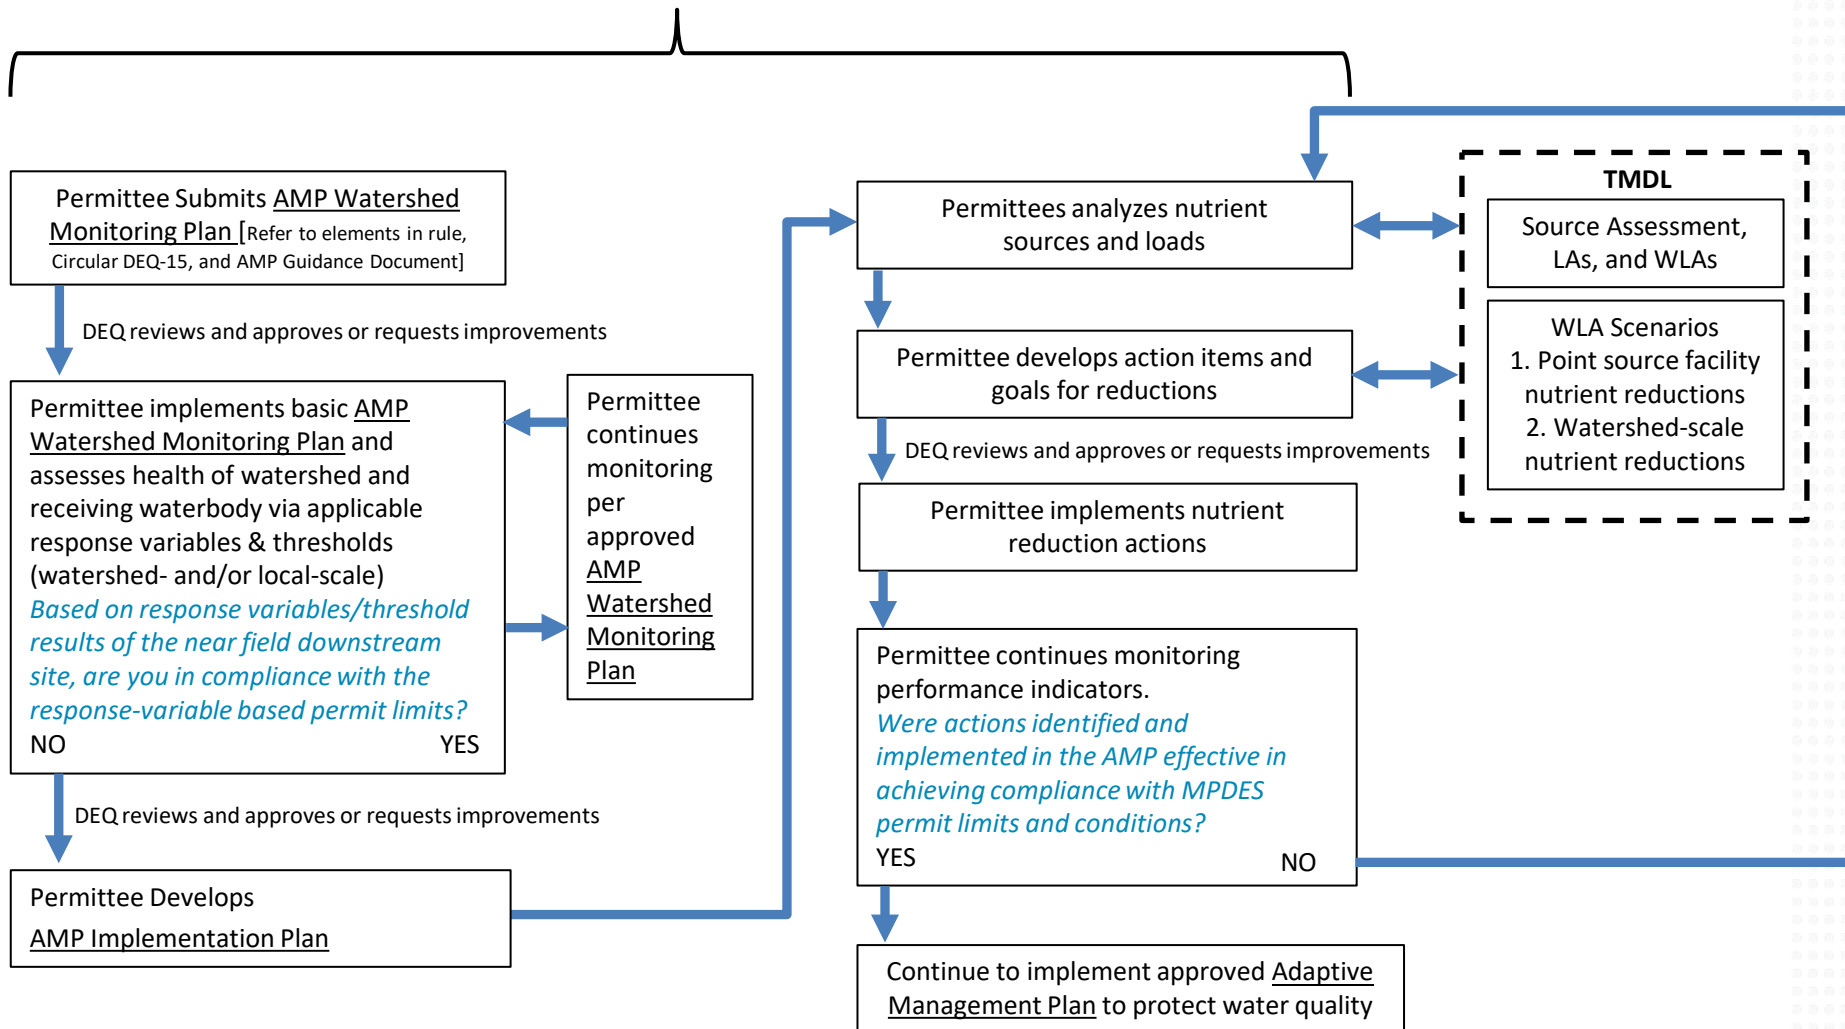 Permittee Submits AMP Watershed
Monitoring Plan [Refer to elements in rule,
Circular DEQ-15, and AMP Guidance Document]
DEQ reviews and approves or requests improvements
Permittee implements basic AMP
Watershed Monitoring Plan and
assesses health of watershed and
receiving waterbody via applicable
response variables & thresholds
(watershed- and/or local-scale)
Based on response variables/threshold
results of the near field downstream
site, are you in compliance with the
response-variable based permit limits?
NO YES
Permittee
continues
monitoring
per
approved
AMP
Watershed
Monitoring
Plan
DEQ reviews and approves or requests improvements
Permittee Develops
AMP Implementation Plan
Permittees analyzes nutrient
sources and loads
Permittee develops action items and
goals for reductions
DEQ reviews and approves or requests improvements
Permittee implements nutrient
reduction actions
Permittee continues monitoring
performance indicators.
Were actions identified and
implemented in the AMP effective in
achieving compliance with MPDES
permit limits and conditions?
YES NO
Continue to implement approved Adaptive
Management Plan to protect water quality
TMDL
Source Assessment,
LAs, and WLAs
WLA Scenarios
1. Point source facility
nutrient reductions
2. Watershed-scale
nutrient reductions